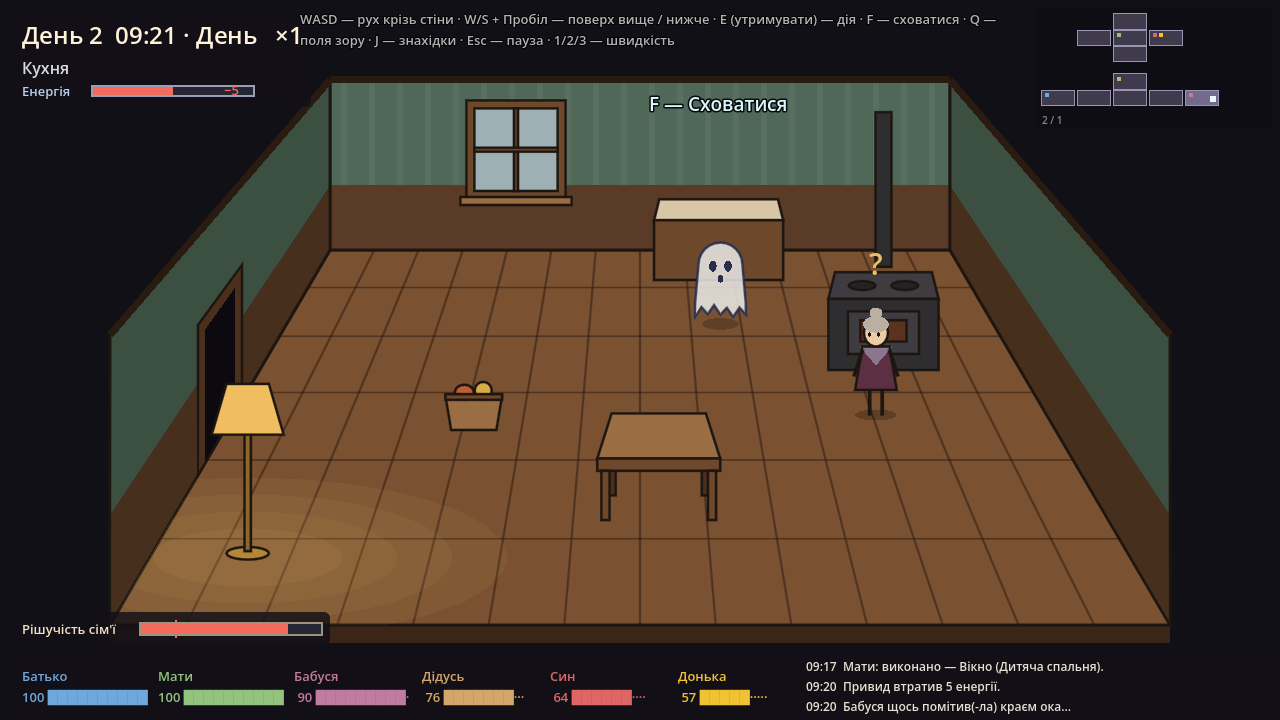 День 2 09:21 · День ×1
WASD — рух крізь стіни · W/S + Пробіл — поверх вище / нижче · E (утримувати) — дія · F — сховатися · Q —
поля зору · J — знахідки · Esc — пауза · 1/2/3 — швидкість
Кухня
Енергія −5
F — Сховатися
2 / 1
?
Рішучість сім'ї
Батько Мати Бабуся Дідусь Син Донька
100 100 90 76 64 57
09:17 Мати: виконано — Вікно (Дитяча спальня).
09:20 Привид втратив 5 енергії.
09:20 Бабуся щось помітив(-ла) краєм ока...